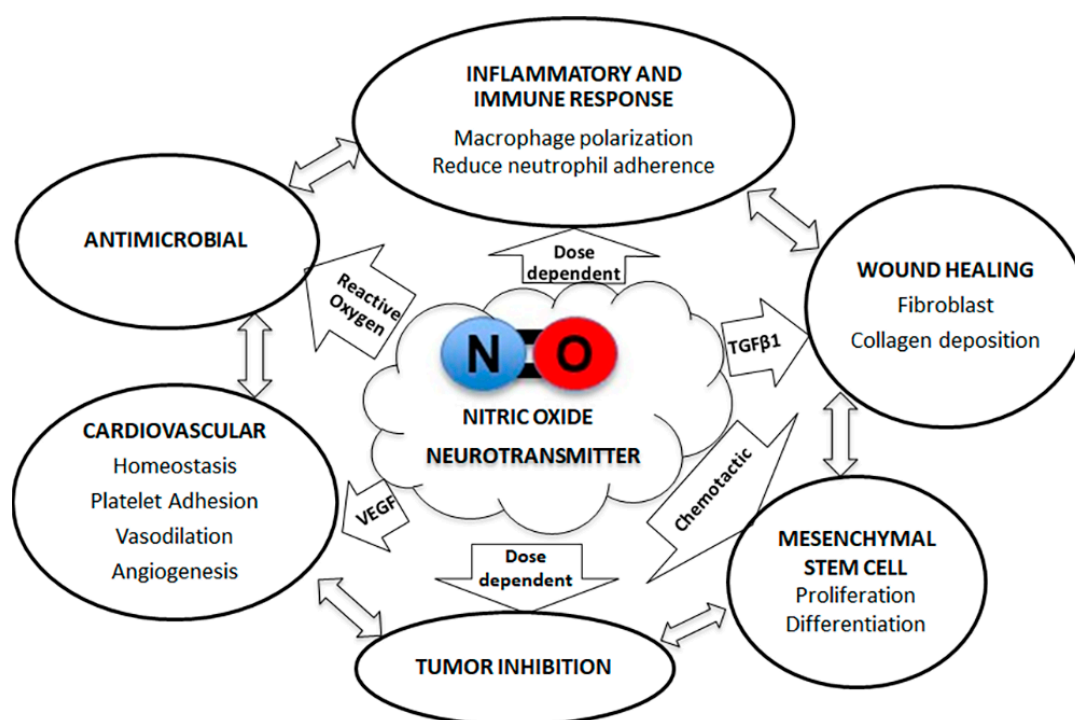 INFLAMMATORY AND
IMMUNE RESPONSE
Macrophage polarization
Reduce neutrophil adherence
ANTIMICROBIAL
Dose
dependent
WOUND HEALING
Fibroblast
Collagen deposition
Reactive
Oxygen
TGFβ1
N O
NITRIC OXIDE
NEUROTRANSMITTER
CARDIOVASCULAR
Homeostasis
Platelet Adhesion
Vasodilation
Angiogenesis
VEGF
Chemotactic
Dose
dependent
MESENCHYMAL
STEM CELL
Proliferation
Differentiation
TUMOR INHIBITION